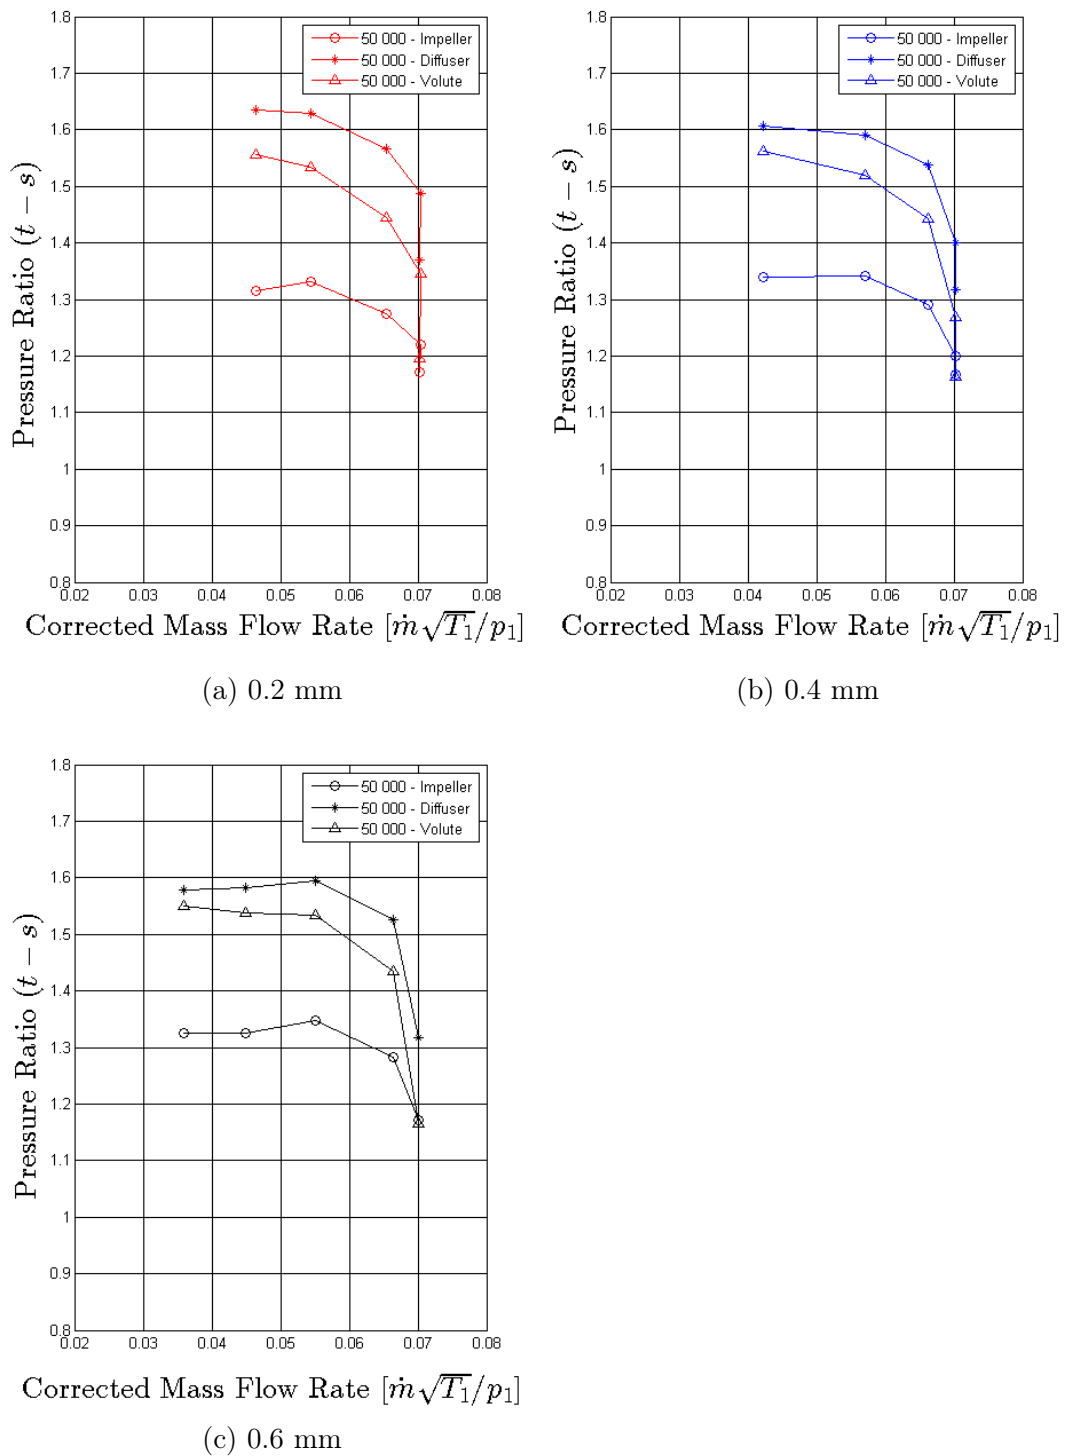 1.8
1.7
1.6
1.5
1.4
1.3
1.2
1.1
1
0.9
0.8
0.02 0.03 0.04 0.05 0.06 0.07 0.08
50 000 - Impeller
50 000 - Diffuser
50 000 - Volute
Pressure Ratio (t − s)
Corrected Mass Flow Rate [ṁ√T₁/p₁]
(a) 0.2 mm
1.8
1.7
1.6
1.5
1.4
1.3
1.2
1.1
1
0.9
0.8
0.02 0.03 0.04 0.05 0.06 0.07 0.08
50 000 - Impeller
50 000 - Diffuser
50 000 - Volute
Pressure Ratio (t − s)
Corrected Mass Flow Rate [ṁ√T₁/p₁]
(b) 0.4 mm
1.8
1.7
1.6
1.5
1.4
1.3
1.2
1.1
1
0.9
0.8
0.02 0.03 0.04 0.05 0.06 0.07 0.08
50 000 - Impeller
50 000 - Diffuser
50 000 - Volute
Pressure Ratio (t − s)
Corrected Mass Flow Rate [ṁ√T₁/p₁]
(c) 0.6 mm